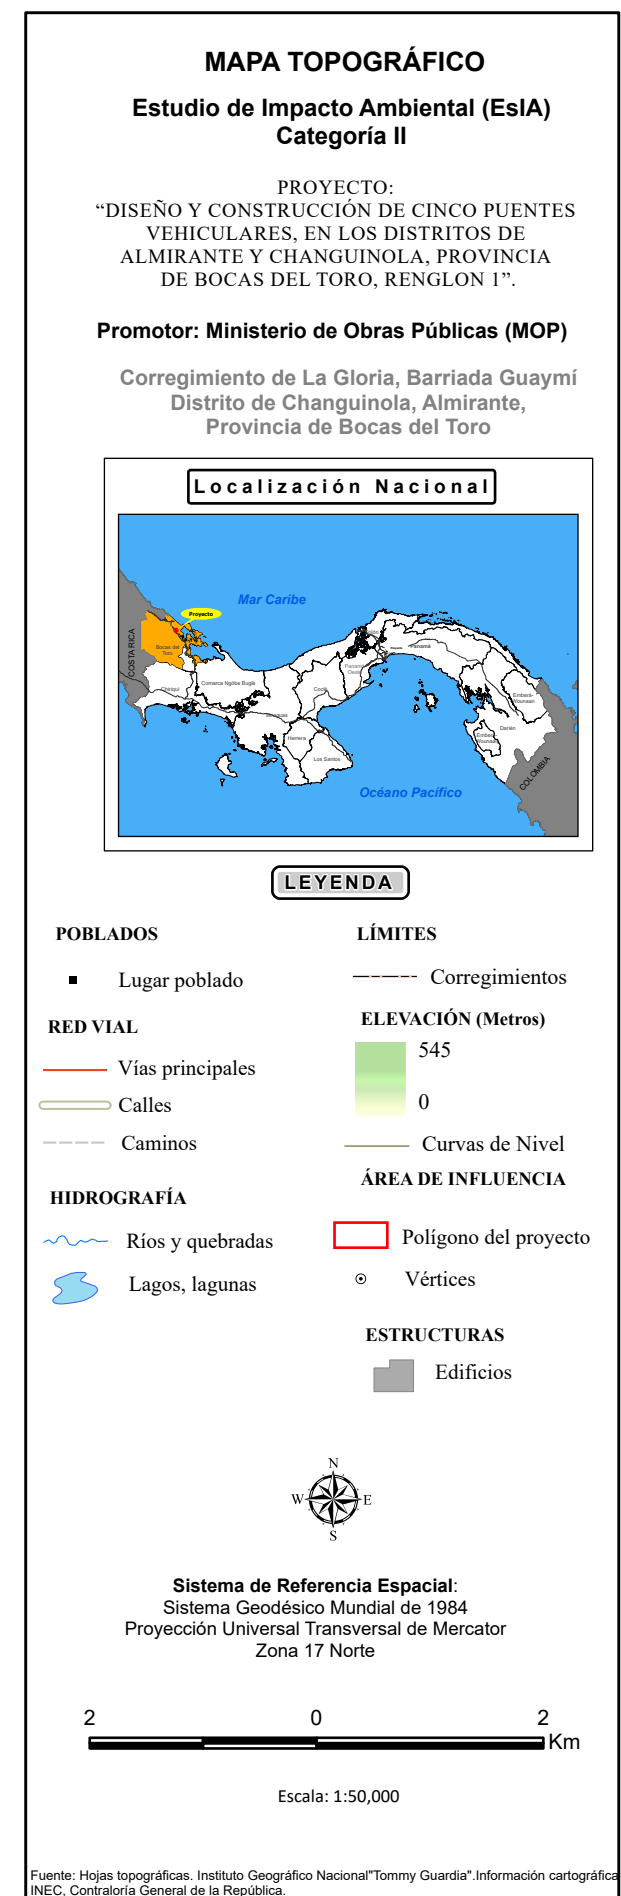 MAPA TOPOGRÁFICO
Estudio de Impacto Ambiental (EsIA)
Categoría II
PROYECTO:
“DISEÑO Y CONSTRUCCIÓN DE CINCO PUENTES
VEHICULARES, EN LOS DISTRITOS DE
ALMIRANTE Y CHANGUINOLA, PROVINCIA
DE BOCAS DEL TORO, RENGLON 1”.
Promotor: Ministerio de Obras Públicas (MOP)
Corregimiento de La Gloria, Barriada Guaymí
Distrito de Changuinola, Almirante,
Provincia de Bocas del Toro
Localización Nacional
Mar Caribe
Proyecto
COSTA RICA
Bocas del
Toro
Comarca Ngöbe Buglé
Chiriquí
Coclé
Panamá
Oeste
Panamá
Herrera
Los Santos
Emberá-
Wounaan
Darién
Emberá-
Wounaan
COLOMBIA
Océano Pacífico
LEYENDA
POBLADOS
Lugar poblado
RED VIAL
Vías principales
Calles
Caminos
HIDROGRAFÍA
Ríos y quebradas
Lagos, lagunas
LÍMITES
Corregimientos
ELEVACIÓN (Metros)
545
0
Curvas de Nivel
ÁREA DE INFLUENCIA
Polígono del proyecto
Vértices
ESTRUCTURAS
Edificios
N
W E
S
Sistema de Referencia Espacial:
Sistema Geodésico Mundial de 1984
Proyección Universal Transversal de Mercator
Zona 17 Norte
2 0 2
Km
Escala: 1:50,000
Fuente: Hojas topográficas. Instituto Geográfico Nacional"Tommy Guardia".Información cartográfica
INEC, Contraloría General de la República.